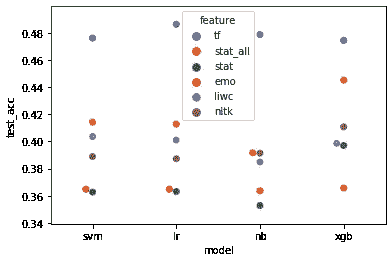 feature
tf
stat_all
stat
emo
liwc
nltk
test_acc
0.48
0.46
0.44
0.42
0.40
0.38
0.36
0.34
svm lr nb xgb
model